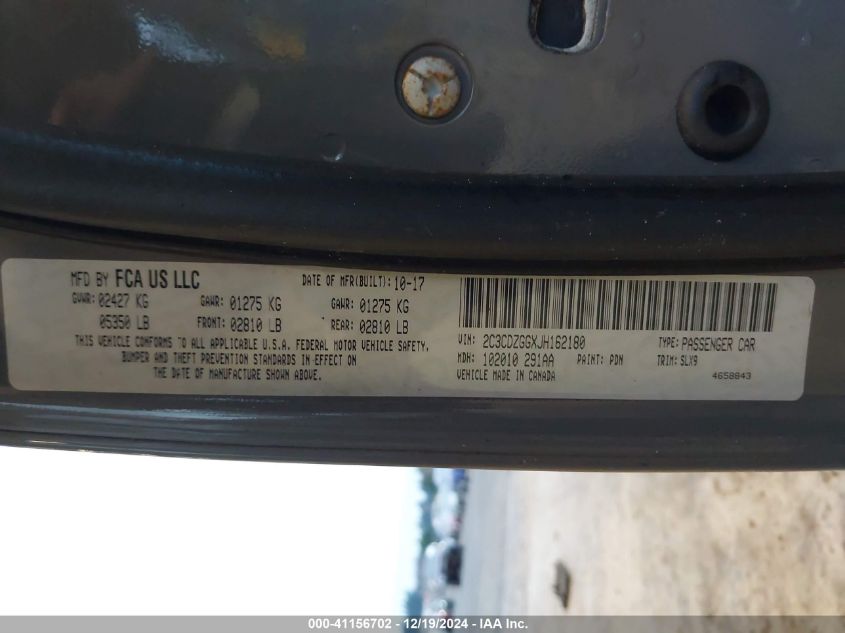 MFD BY FCA US LLC DATE OF MFR(BUILT): 10-17
GVWR: 02427 KG GAWR: 01275 KG GAWR: 01275 KG
05350 LB FRONT: 02810 LB REAR: 02810 LB
THIS VEHICLE CONFORMS TO ALL APPLICABLE U.S.A. FEDERAL MOTOR VEHICLE SAFETY,
BUMPER AND THEFT PREVENTION STANDARDS IN EFFECT ON
THE DATE OF MANUFACTURE SHOWN ABOVE.
VIN: 2C3CDZGGXJH162180 TYPE: PASSENGER CAR
MDH: 102010 291AA PAINT: PDN TRIM: SLX9
VEHICLE MADE IN CANADA 4658843
000-41156702 - 12/19/2024 - IAA Inc.